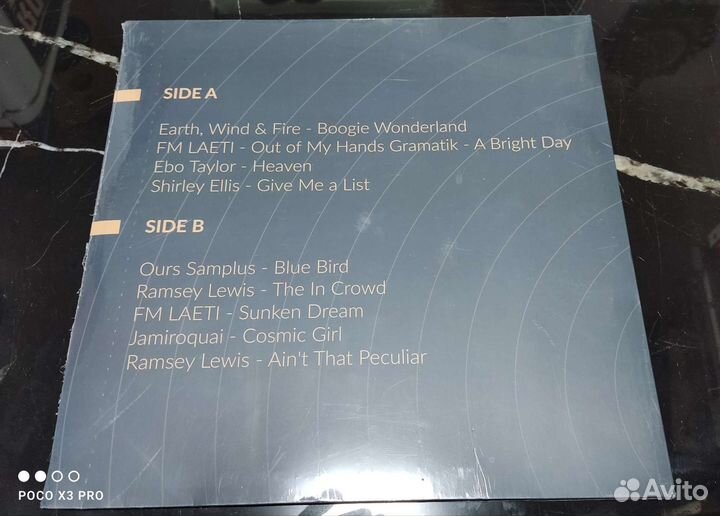 SIDE A
Earth, Wind & Fire - Boogie Wonderland
FM LAETI - Out of My Hands Gramatik - A Bright Day
Ebo Taylor - Heaven
Shirley Ellis - Give Me a List
SIDE B
Ours Samplus - Blue Bird
Ramsey Lewis - The In Crowd
FM LAETI - Sunken Dream
Jamiroquai - Cosmic Girl
Ramsey Lewis - Ain't That Peculiar
POCO X3 PRO
Avito